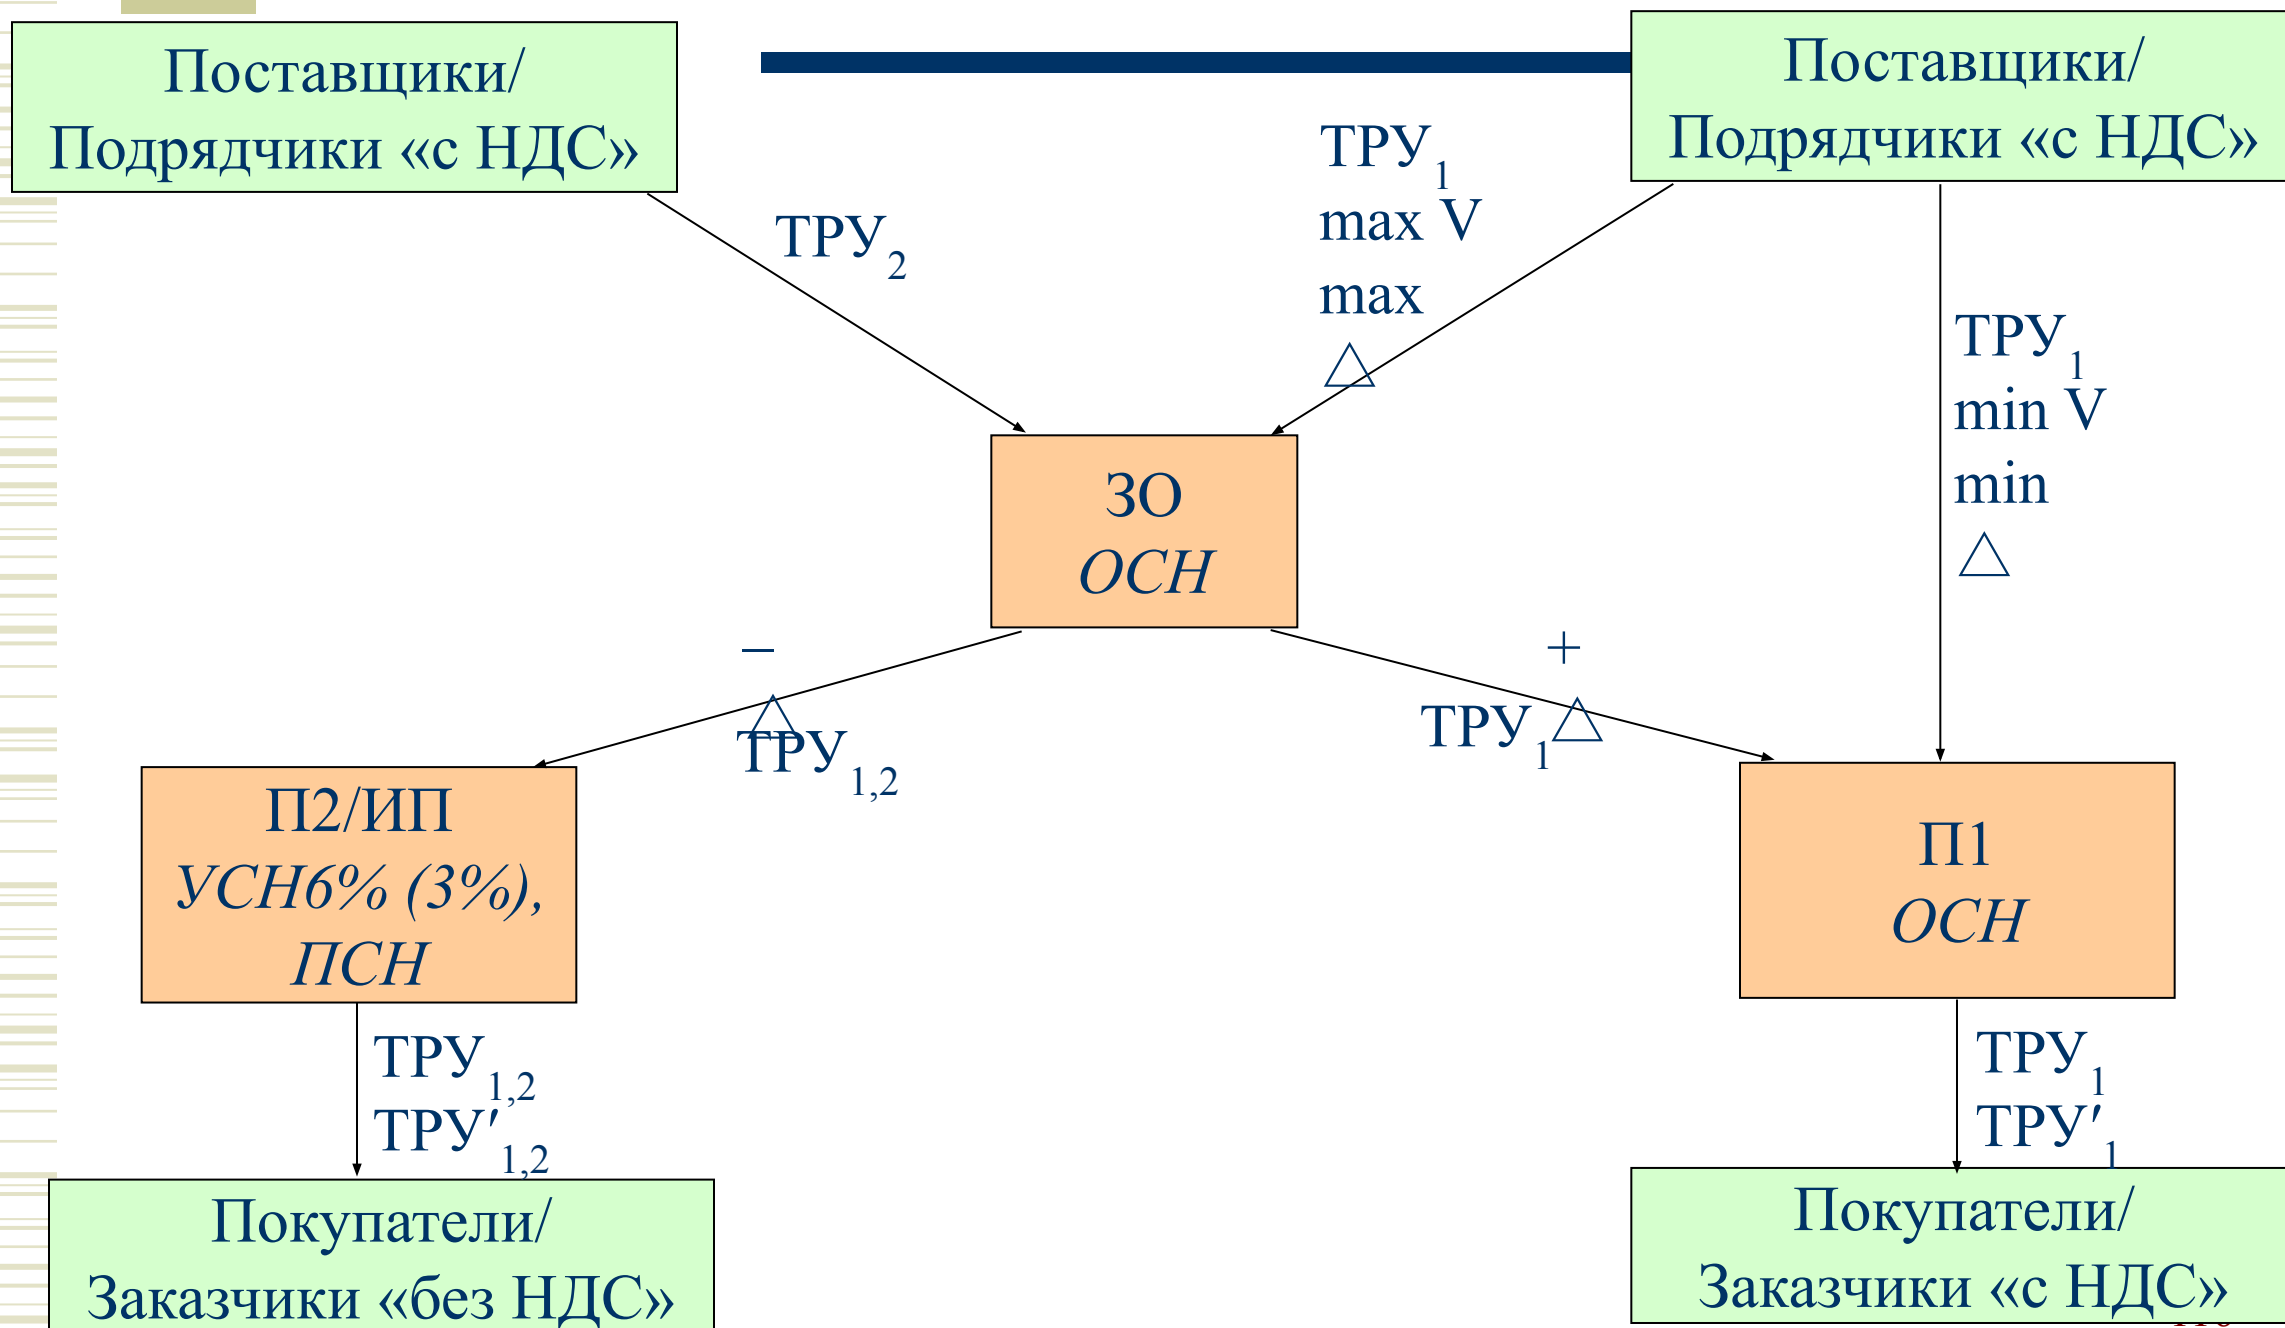 Поставщики/
Подрядчики «с НДС»
Поставщики/
Подрядчики «с НДС»
ТРУ2
ТРУ1
max V
max
△
ТРУ1
min V
min
△
ЗО
ОСН
–
△
ТРУ1,2
+
ТРУ1△
П2/ИП
УСН6% (3%),
ПСН
П1
ОСН
ТРУ1,2
ТРУ′1,2
ТРУ1
ТРУ′1
Покупатели/
Заказчики «без НДС»
Покупатели/
Заказчики «с НДС»